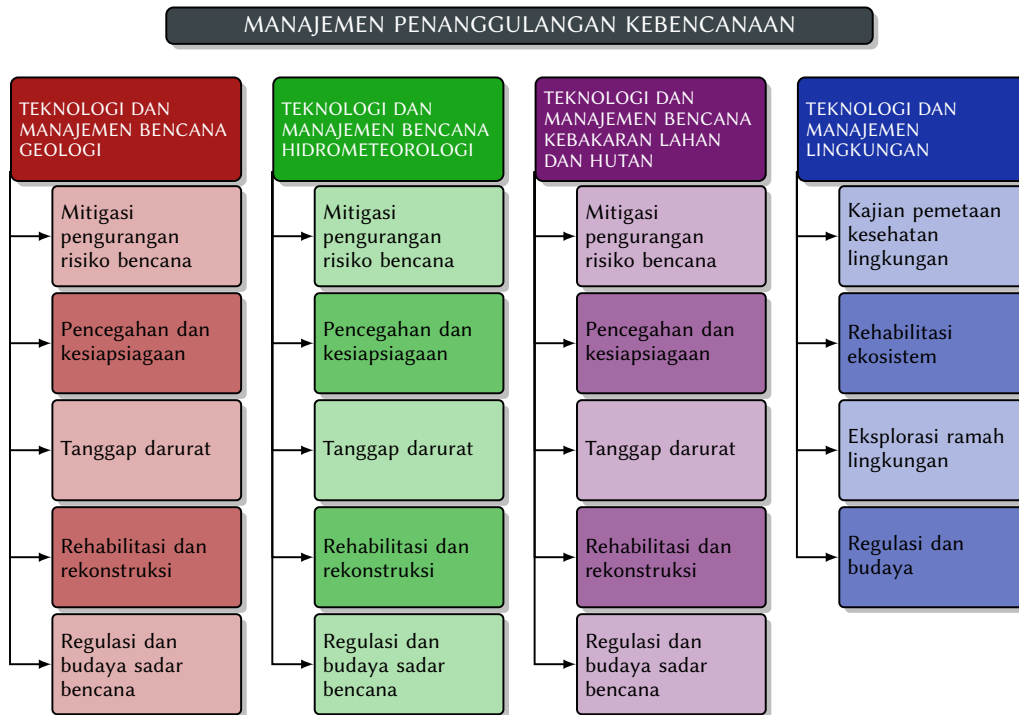 MANAJEMEN PENANGGULANGAN KEBENCANAAN
TEKNOLOGI DAN
MANAJEMEN BENCANA
GEOLOGI
Mitigasi
pengurangan
risiko bencana
Pencegahan dan
kesiapsiagaan
Tanggap darurat
Rehabilitasi dan
rekonstruksi
Regulasi dan
budaya sadar
bencana
TEKNOLOGI DAN
MANAJEMEN BENCANA
HIDROMETEOROLOGI
Mitigasi
pengurangan
risiko bencana
Pencegahan dan
kesiapsiagaan
Tanggap darurat
Rehabilitasi dan
rekonstruksi
Regulasi dan
budaya sadar
bencana
TEKNOLOGI DAN
MANAJEMEN BENCANA
KEBAKARAN LAHAN
DAN HUTAN
Mitigasi
pengurangan
risiko bencana
Pencegahan dan
kesiapsiagaan
Tanggap darurat
Rehabilitasi dan
rekonstruksi
Regulasi dan
budaya sadar
bencana
TEKNOLOGI DAN
MANAJEMEN
LINGKUNGAN
Kajian pemetaan
kesehatan
lingkungan
Rehabilitasi
ekosistem
Eksplorasi ramah
lingkungan
Regulasi dan
budaya